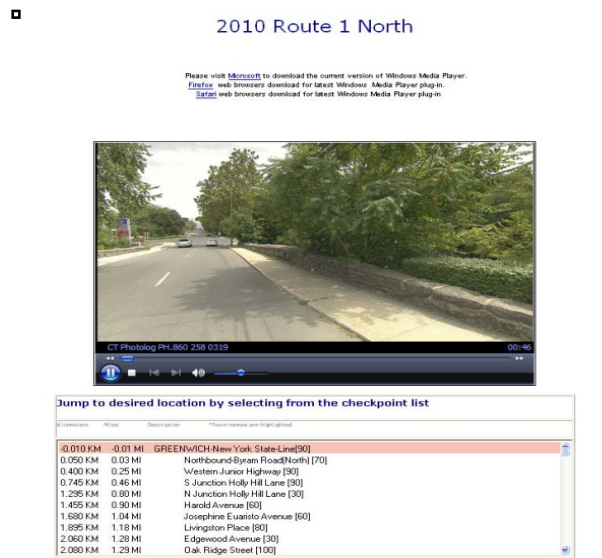 2010 Route 1 North
Please visit Microsoft to download the current version of Windows Media Player.
Firefox web browsers download for latest Windows Media Player plug-in.
Safari web browsers download for latest Windows Media Player plug-in
CT Photolog PH.860 258 0319 00:46
Jump to desired location by selecting from the checkpoint list
Kilometers Miles Description *Town names are highlighted
-0.010 KM -0.01 MI GREENWICH-New York State-Line[90]
0.050 KM 0.03 MI Northbound-Byram Road(North) [70]
0.400 KM 0.25 MI Western Junior Highway [90]
0.745 KM 0.46 MI S Junction Holly Hill Lane [90]
1.295 KM 0.80 MI N Junction Holly Hill Lane [30]
1.455 KM 0.90 MI Harold Avenue [60]
1.680 KM 1.04 MI Josephine Euaristo Avenue [60]
1.895 KM 1.18 MI Livingston Place [80]
2.060 KM 1.28 MI Edgewood Avenue [30]
2.080 KM 1.29 MI Oak Ridge Street [100]